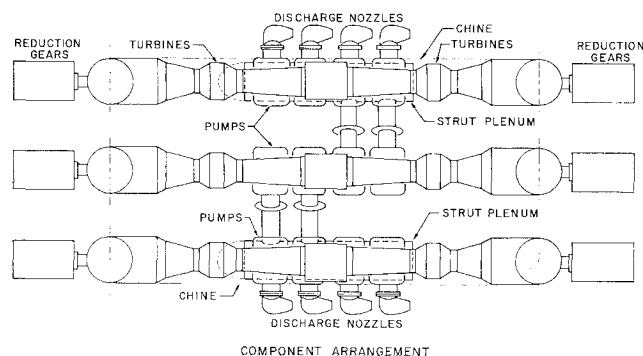 DISCHARGE NOZZLES
CHINE
REDUCTION
GEARS
TURBINES
TURBINES
REDUCTION
GEARS
PUMPS
STRUT PLENUM
PUMPS
STRUT PLENUM
CHINE
DISCHARGE NOZZLES
COMPONENT ARRANGEMENT